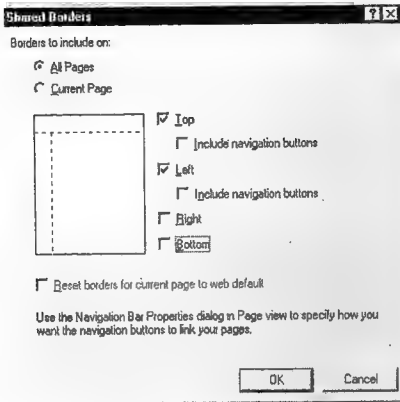 Shared Borders
Borders to include on:
All Pages
Current Page
Top
Include navigation buttons
Left
Include navigation buttons
Right
Bottom
Reset borders for current page to web default
Use the Navigation Bar Properties dialog in Page view to specify how you
want the navigation buttons to link your pages.
OK Cancel